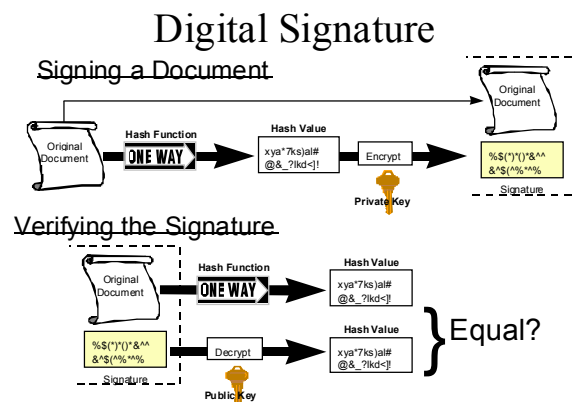 Digital Signature
Signing a Document
Original
Document
Hash Function
ONE WAY
Hash Value
xya*7ks)al#
@&_?lkd<]!
Encrypt
Private Key
Original
Document
%$(*)*()*&^^
&^$(^%*^%
Signature
Verifying the Signature
Original
Document
Hash Function
ONE WAY
Hash Value
xya*7ks)al#
@&_?lkd<]!
%$(*)*()*&^^
&^$(^%*^%
Signature
Decrypt
Public Key
Hash Value
xya*7ks)al#
@&_?lkd<]!
} Equal?